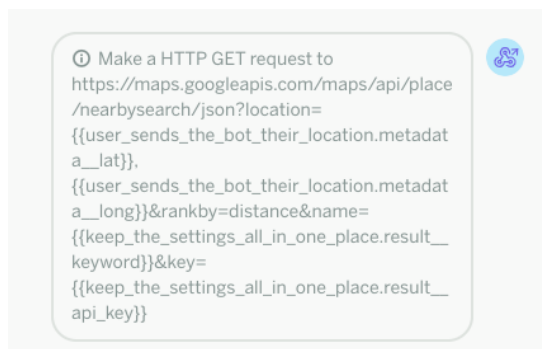 Make a HTTP GET request to
https://maps.googleapis.com/maps/api/place
/nearbysearch/json?location=
{{user_sends_the_bot_their_location.metadat
a__lat}},
{{user_sends_the_bot_their_location.metadat
a__long}}&rankby=distance&name=
{{keep_the_settings_all_in_one_place.result__
keyword}}&key=
{{keep_the_settings_all_in_one_place.result__
api_key}}